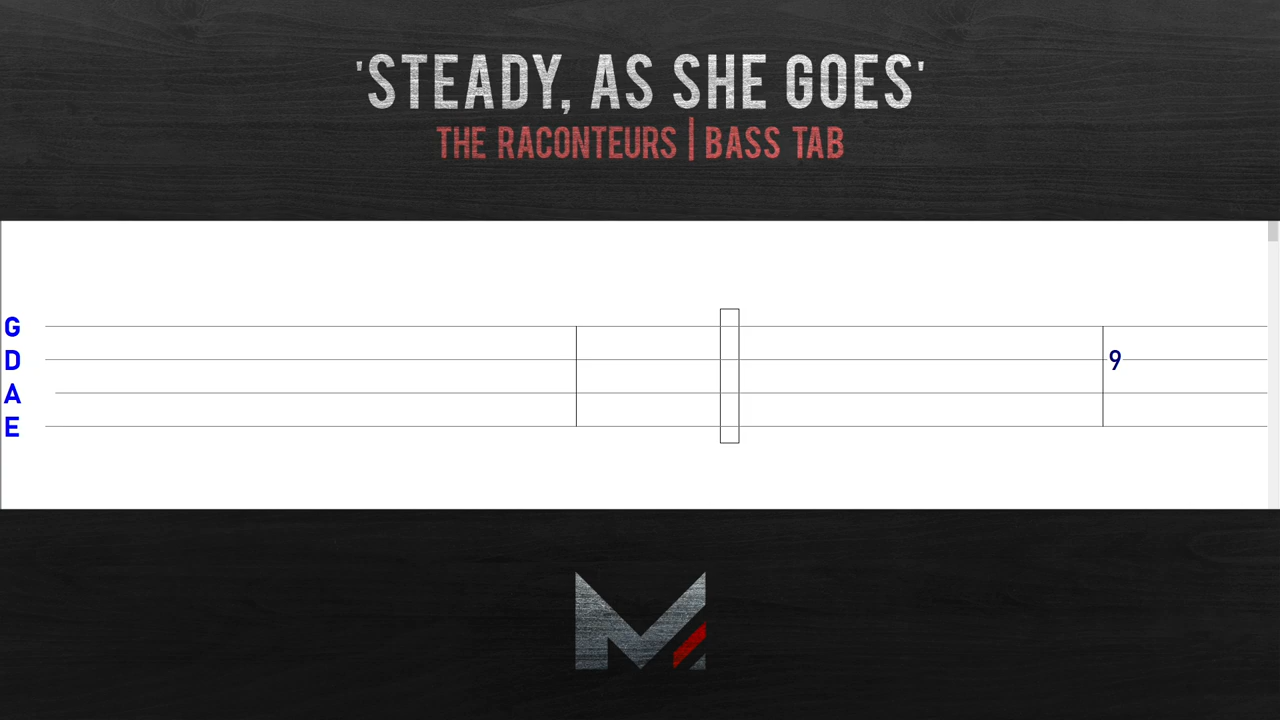 'STEADY, AS SHE GOES'
THE RACONTEURS | BASS TAB
G
D 9
A
E